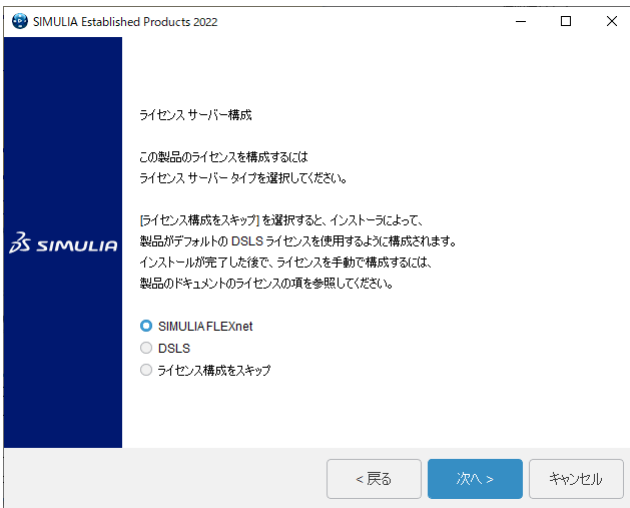 SIMULIA Established Products 2022
ライセンス サーバー構成
この製品のライセンスを構成するには
ライセンス サーバー タイプを選択してください。
[ライセンス構成をスキップ] を選択すると、インストーラによって、
製品がデフォルトの DSLS ライセンスを使用するように構成されます。
インストールが完了した後で、ライセンスを手動で構成するには、
製品のドキュメントのライセンスの項を参照してください。
SIMULIA
SIMULIA FLEXnet
DSLS
ライセンス構成をスキップ
< 戻る
次へ >
キャンセル